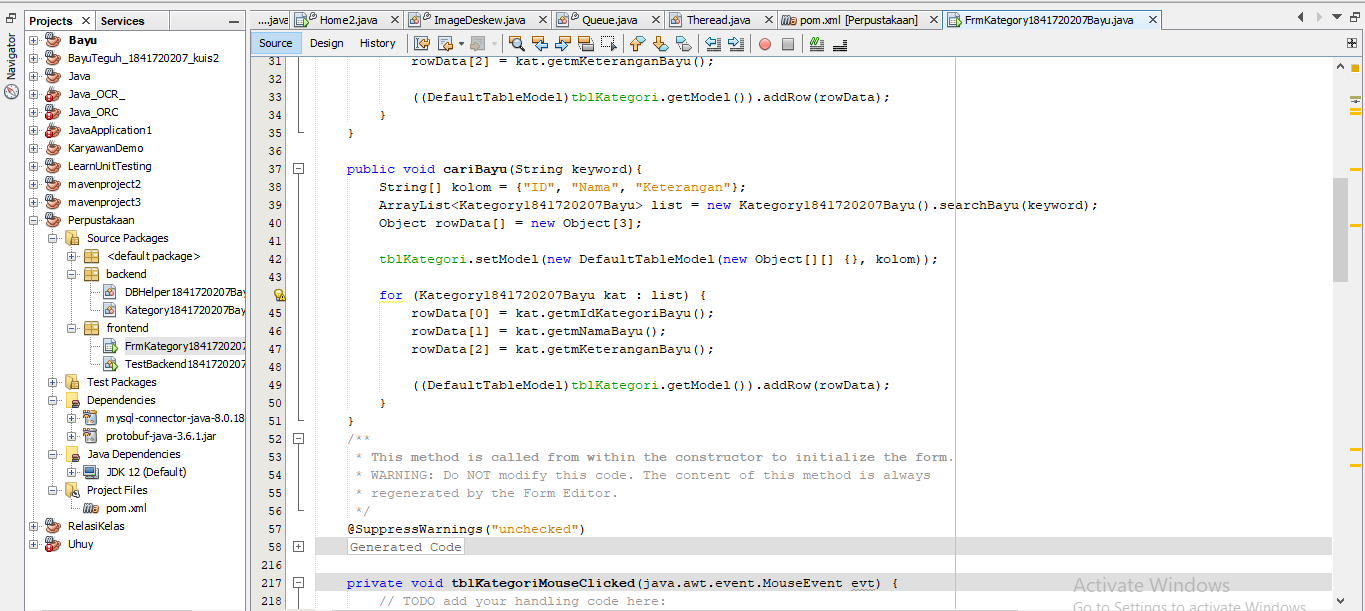 Projects
Services
....java
Home2.java
ImageDeskew.java
Queue.java
Theread.java
pom.xml [Perpustakaan]
FrmKategory1841720207Bayu.java
Navigator
Source
Design
History
Bayu
BayuTeguh_1841720207_kuis2
Java
Java_OCR_
Java_ORC
JavaApplication1
KaryawanDemo
LearnUnitTesting
mavenproject2
mavenproject3
Perpustakaan
Source Packages
<default package>
backend
DBHelper1841720207Bay
Kategory1841720207Bay
frontend
FrmKategory1841720207
TestBackend1841720207
Test Packages
Dependencies
mysql-connector-java-8.0.18
protobuf-java-3.6.1.jar
Java Dependencies
JDK 12 (Default)
Project Files
pom.xml
RelasiKelas
Uhuy
31 rowData[2] = kat.getmKeteranganBayu();
32
33 ((DefaultTableModel)tblKategori.getModel()).addRow(rowData);
34 }
35 }
36
37 public void cariBayu(String keyword){
38 String[] kolom = {"ID", "Nama", "Keterangan"};
39 ArrayList<Kategory1841720207Bayu> list = new Kategory1841720207Bayu().searchBayu(keyword);
40 Object rowData[] = new Object[3];
41
42 tblKategori.setModel(new DefaultTableModel(new Object[][] {}, kolom));
43
for (Kategory1841720207Bayu kat : list) {
45 rowData[0] = kat.getmIdKategoriBayu();
46 rowData[1] = kat.getmNamaBayu();
47 rowData[2] = kat.getmKeteranganBayu();
48
49 ((DefaultTableModel)tblKategori.getModel()).addRow(rowData);
50 }
51 }
52 /**
53 * This method is called from within the constructor to initialize the form.
54 * WARNING: Do NOT modify this code. The content of this method is always
55 * regenerated by the Form Editor.
56 */
57 @SuppressWarnings("unchecked")
58 Generated Code
216
217 private void tblKategoriMouseClicked(java.awt.event.MouseEvent evt) {
218 // TODO add your handling code here:
Activate Windows
Go to Settings to activate Windows.